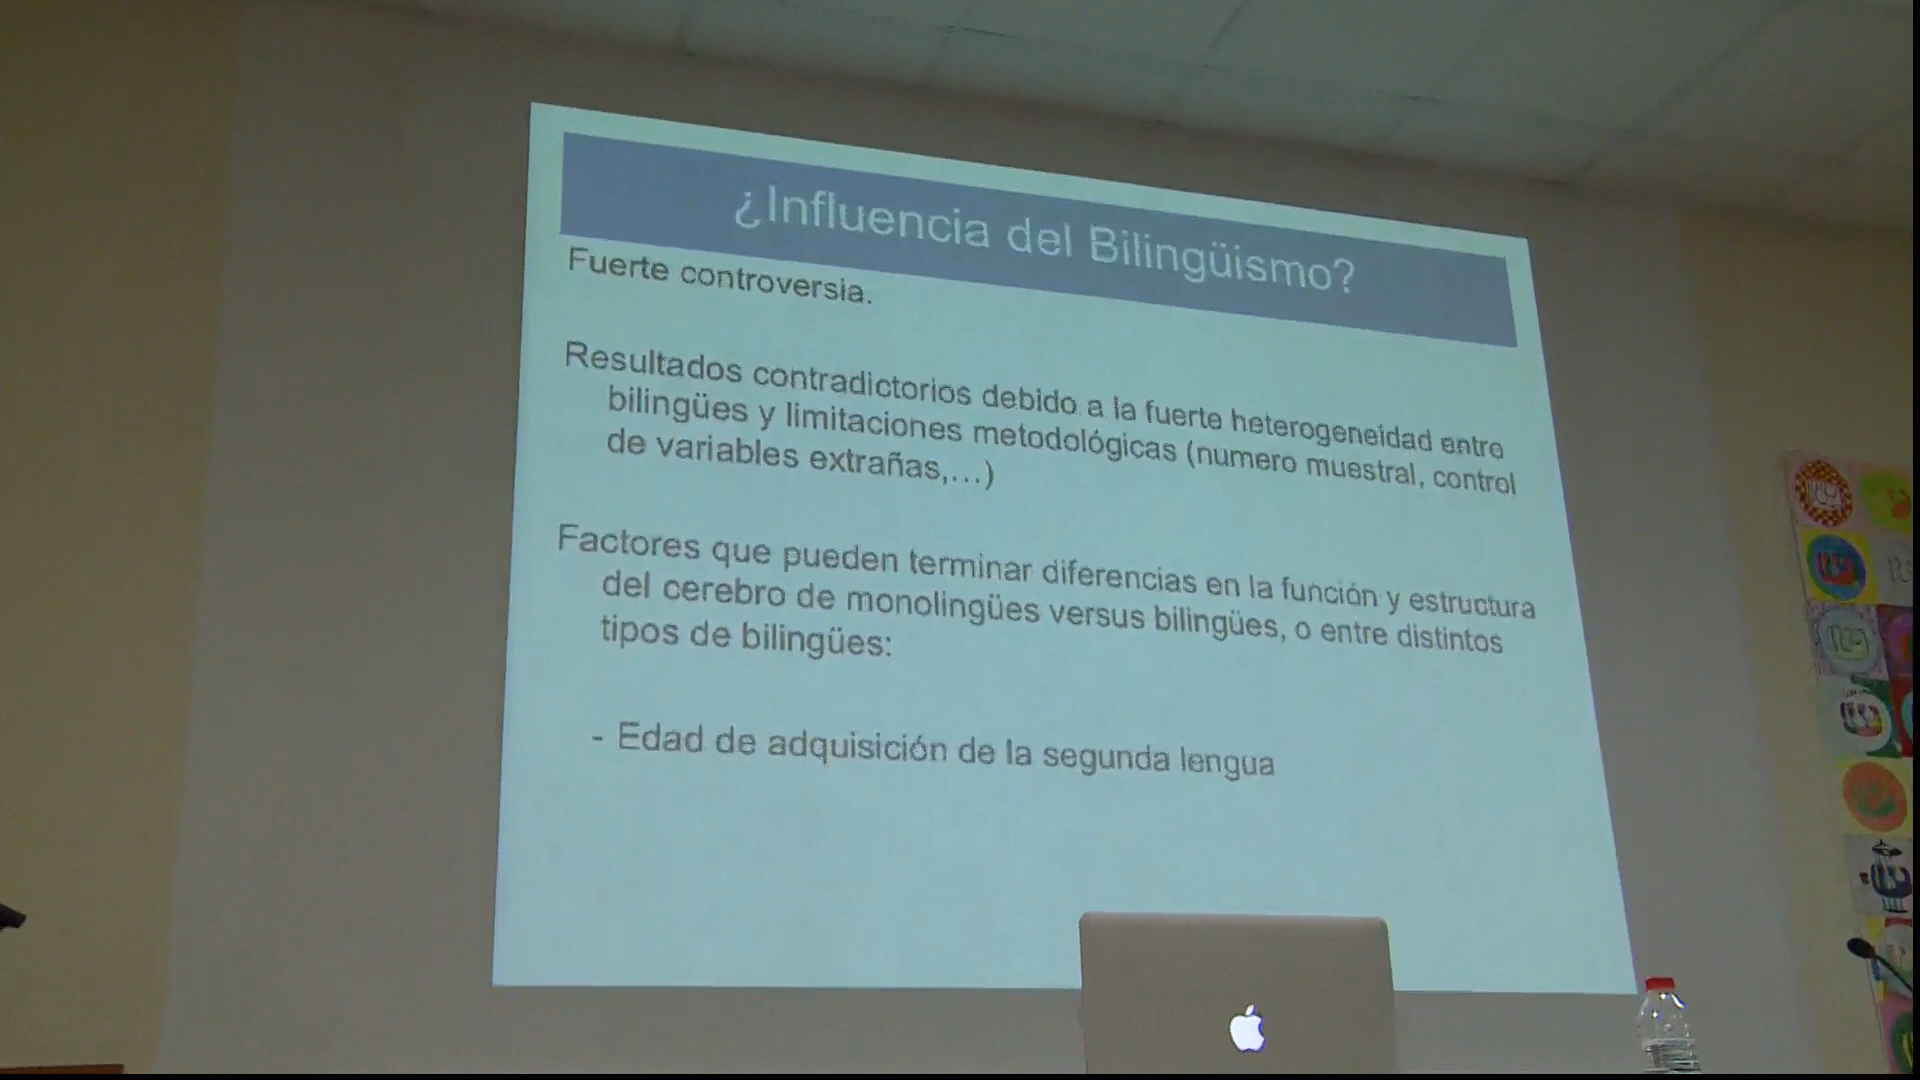 ¿Influencia del Bilingüismo?
Fuerte controversia.
Resultados contradictorios debido a la fuerte heterogeneidad entre
bilingües y limitaciones metodológicas (numero muestral, control
de variables extrañas,...)
Factores que pueden terminar diferencias en la función y estructura
del cerebro de monolingües versus bilingües, o entre distintos
tipos de bilingües:
- Edad de adquisición de la segunda lengua